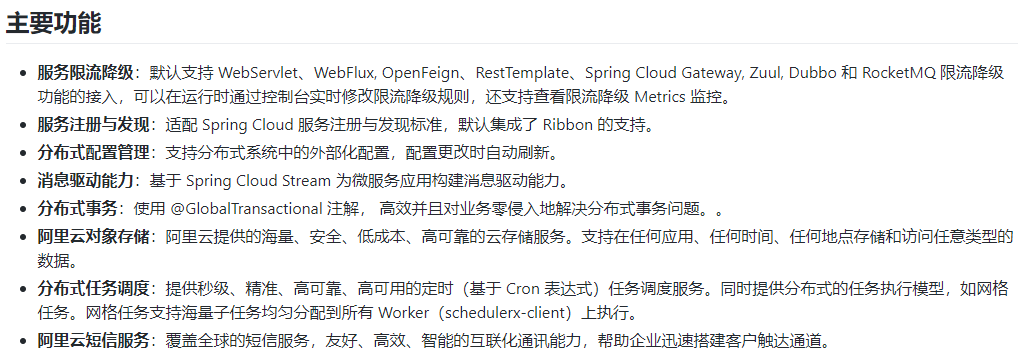 主要功能
服务限流降级：默认支持 WebServlet、WebFlux, OpenFeign、RestTemplate、Spring Cloud Gateway, Zuul, Dubbo 和 RocketMQ 限流降级
功能的接入，可以在运行时通过控制台实时修改限流降级规则，还支持查看限流降级 Metrics 监控。
服务注册与发现：适配 Spring Cloud 服务注册与发现标准，默认集成了 Ribbon 的支持。
分布式配置管理：支持分布式系统中的外部化配置，配置更改时自动刷新。
消息驱动能力：基于 Spring Cloud Stream 为微服务应用构建消息驱动能力。
分布式事务：使用 @GlobalTransactional 注解， 高效并且对业务零侵入地解决分布式事务问题。。
阿里云对象存储：阿里云提供的海量、安全、低成本、高可靠的云存储服务。支持在任何应用、任何时间、任何地点存储和访问任意类型的
数据。
分布式任务调度：提供秒级、精准、高可靠、高可用的定时（基于 Cron 表达式）任务调度服务。同时提供分布式的任务执行模型，如网格
任务。网格任务支持海量子任务均匀分配到所有 Worker（schedulerx-client）上执行。
阿里云短信服务：覆盖全球的短信服务，友好、高效、智能的互联化通讯能力，帮助企业迅速搭建客户触达通道。